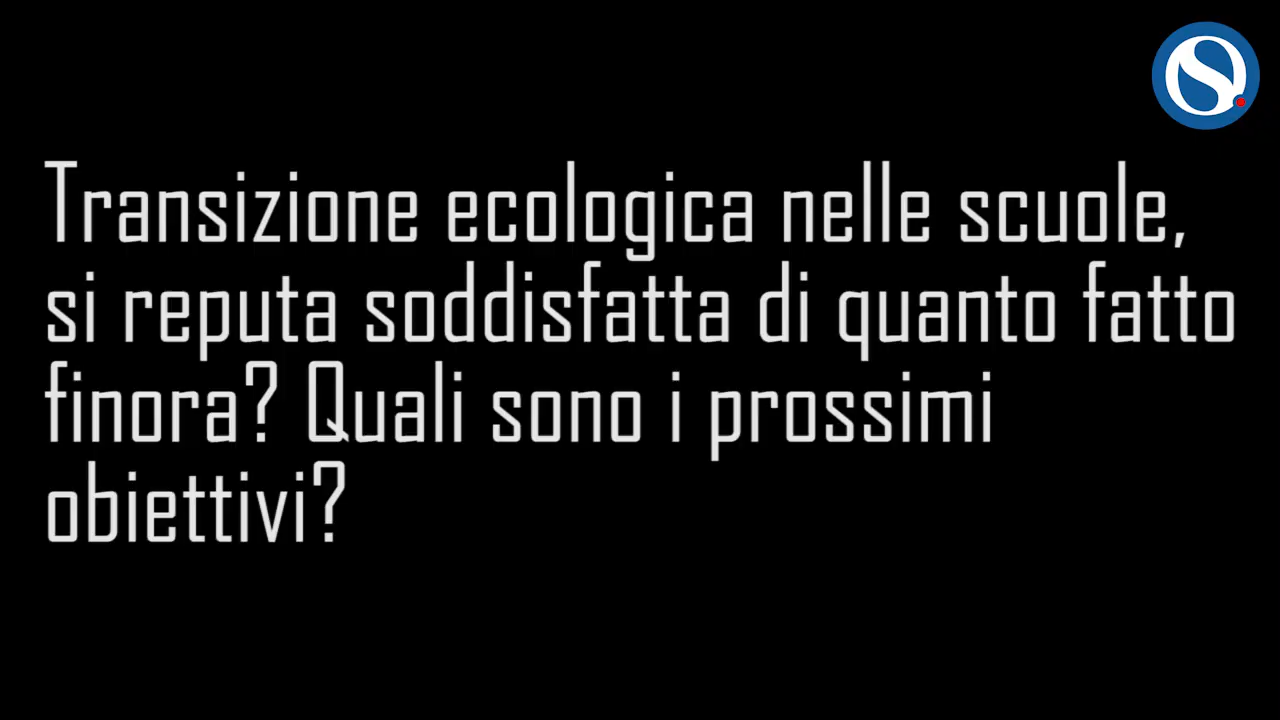 Transizione ecologica nelle scuole,
si reputa soddisfatta di quanto fatto
finora? Quali sono i prossimi
obiettivi?